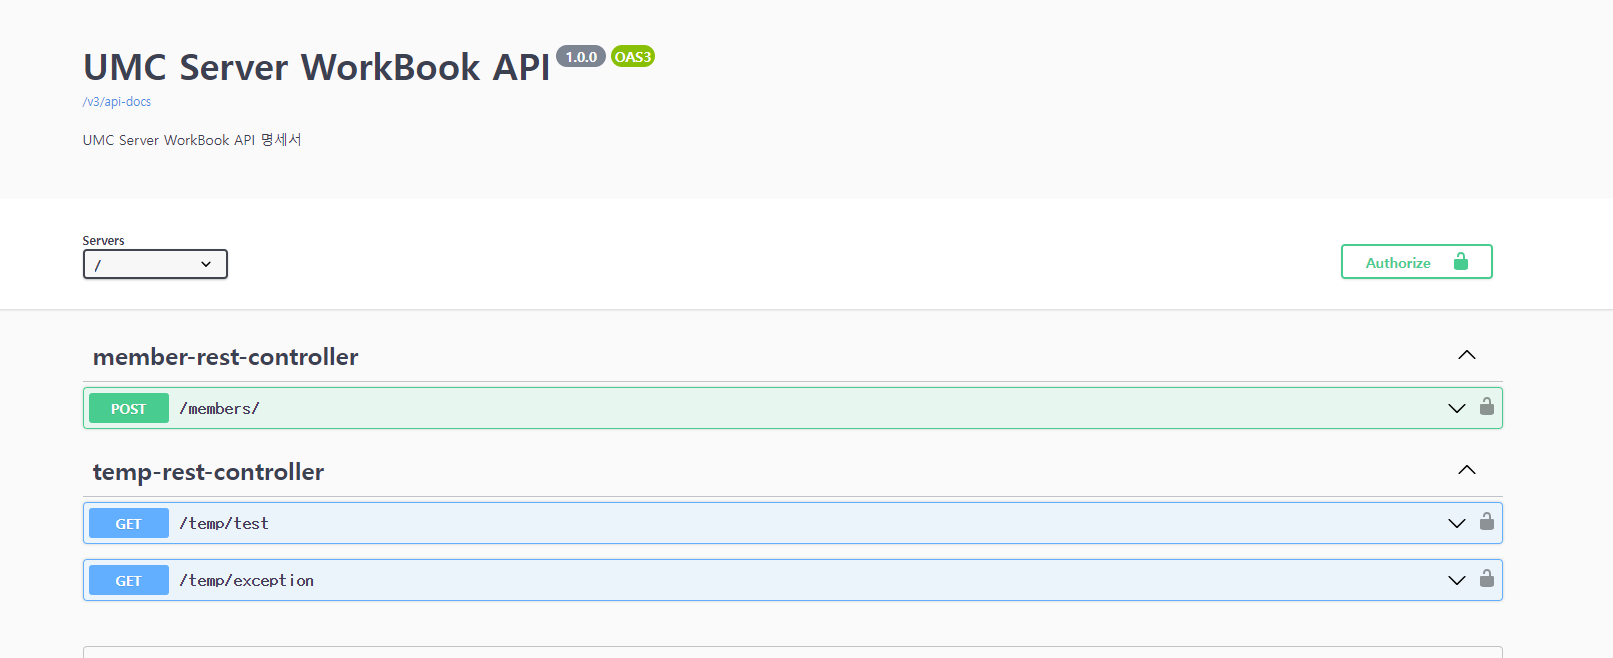 UMC Server WorkBook API 1.0.0 OAS3
/v3/api-docs
UMC Server WorkBook API 명세서
Servers
/
Authorize
member-rest-controller
POST /members/
temp-rest-controller
GET /temp/test
GET /temp/exception